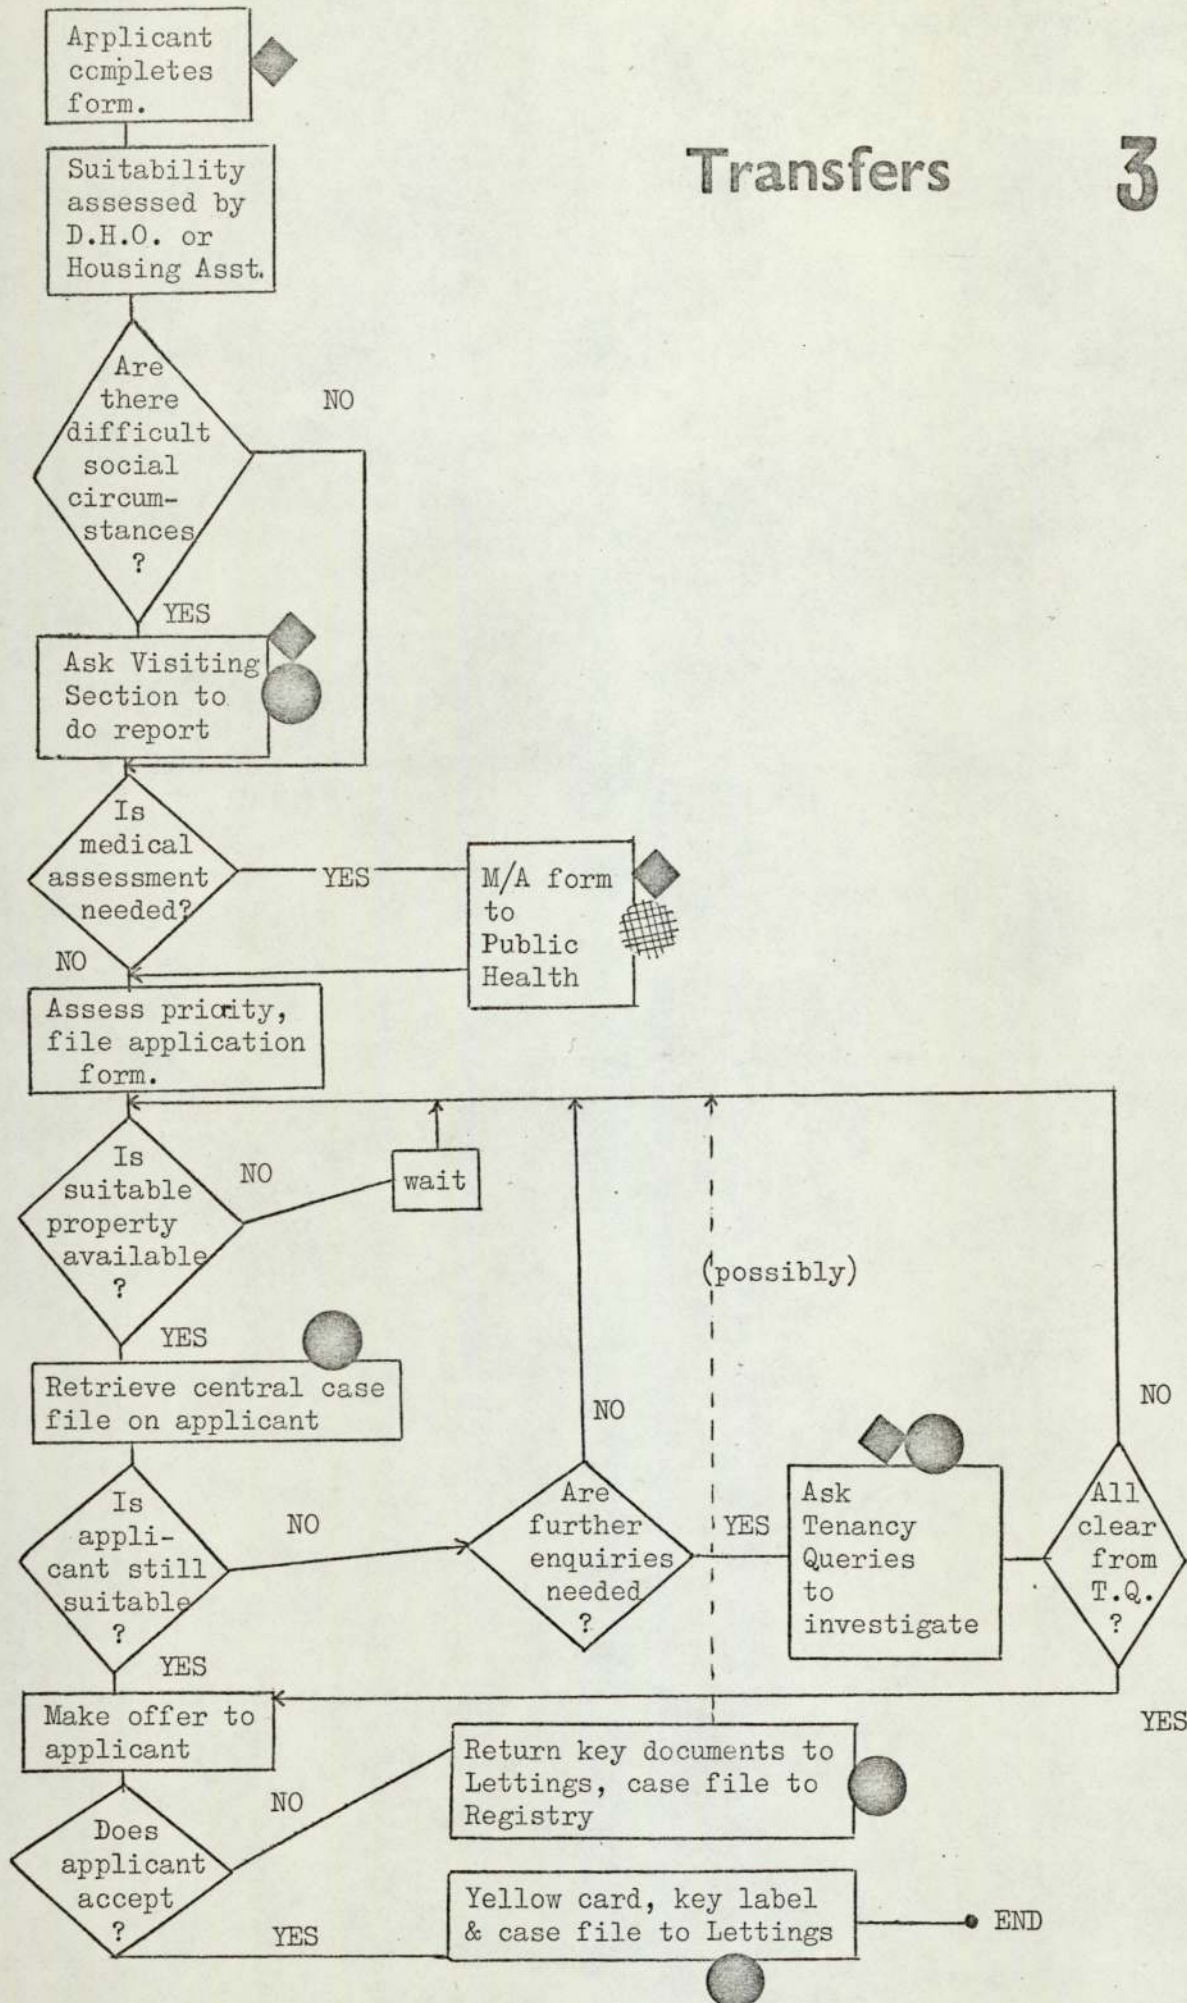 Transfers 3
Applicant
completes
form.
Suitability
assessed by
D.H.O. or
Housing Asst.
Are
there
difficult
social
circum-
stances
?
NO
YES
Ask Visiting
Section to
do report
Is
medical
assessment
needed?
YES
M/A form
to
Public
Health
NO
Assess priority,
file application
form.
Is
suitable
property
available
?
NO
wait
(possibly)
YES
Retrieve central case
file on applicant
Is
appli-
cant still
suitable
?
NO
Are
further
enquiries
needed
?
NO
YES
Ask
Tenancy
Queries
to
investigate
All
clear
from
T.Q.
?
NO
YES
YES
Make offer to
applicant
Does
applicant
accept
?
NO
Return key documents to
Lettings, case file to
Registry
YES
Yellow card, key label
& case file to Lettings
END